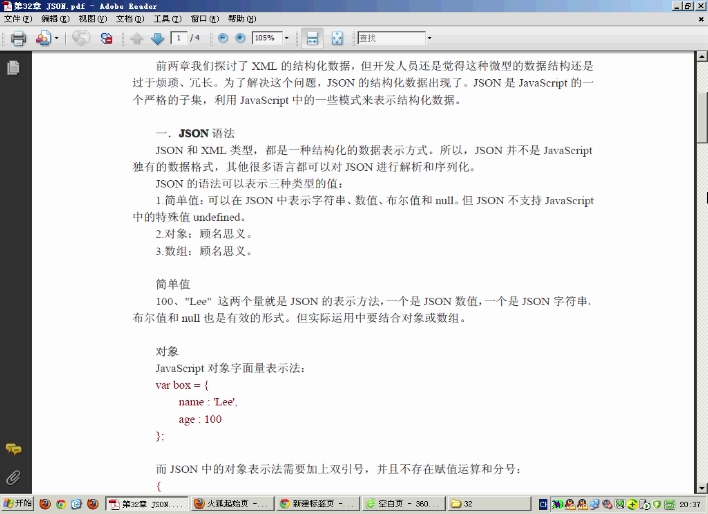 第32章 JSON.pdf - Adobe Reader
文件(F) 编辑(E) 视图(V) 文档(D) 工具(T) 窗口(W) 帮助(H)
1 / 4 105% 查找
前两章我们探讨了 XML 的结构化数据，但开发人员还是觉得这种微型的数据结构还是
过于烦琐、冗长。为了解决这个问题，JSON 的结构化数据出现了。JSON 是 JavaScript 的一
个严格的子集，利用 JavaScript 中的一些模式来表示结构化数据。
一．JSON 语法
JSON 和 XML 类型，都是一种结构化的数据表示方式。所以，JSON 并不是 JavaScript
独有的数据格式，其他很多语言都可以对 JSON 进行解析和序列化。
JSON 的语法可以表示三种类型的值：
1.简单值：可以在 JSON 中表示字符串、数值、布尔值和 null。但 JSON 不支持 JavaScript
中的特殊值 undefined。
2.对象：顾名思义。
3.数组：顾名思义。
简单值
100、"Lee" 这两个量就是 JSON 的表示方法，一个是 JSON 数值，一个是 JSON 字符串.
布尔值和 null 也是有效的形式。但实际运用中要结合对象或数组。
对象
JavaScript 对象字面量表示法：
var box = {
name : 'Lee',
age : 100
};
而 JSON 中的对象表示法需要加上双引号，并且不存在赋值运算和分号：
{
开始 第32章 JSON.... 火狐起始页 -... 新建标签页 -... 空白页 - 360... 32 20:37